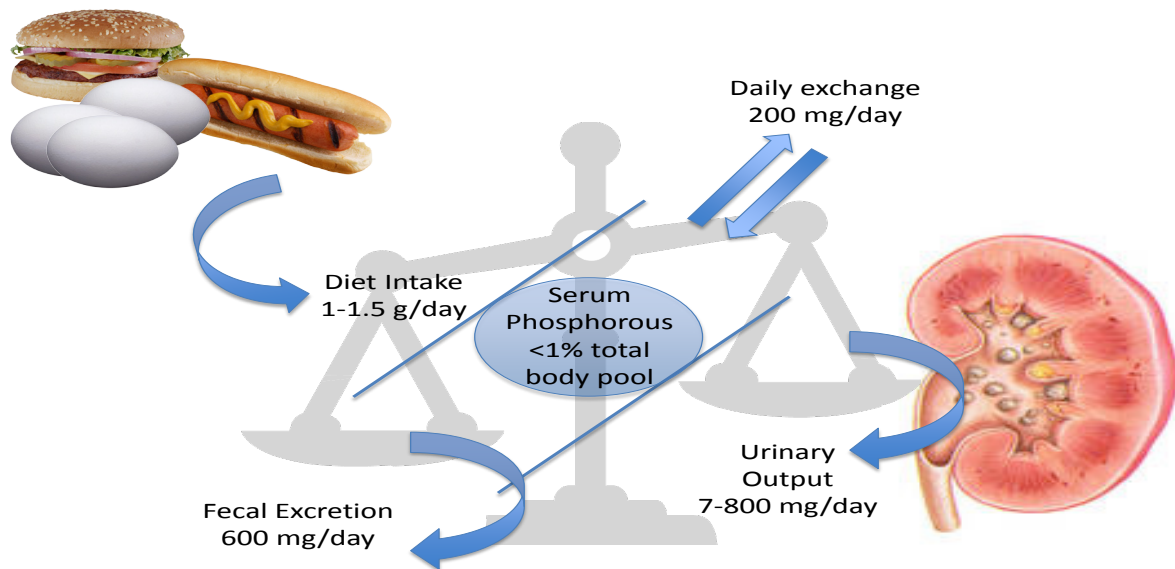 Daily exchange
200 mg/day
Diet Intake
1-1.5 g/day
Serum
Phosphorous
<1% total
body pool
Urinary
Output
7-800 mg/day
Fecal Excretion
600 mg/day